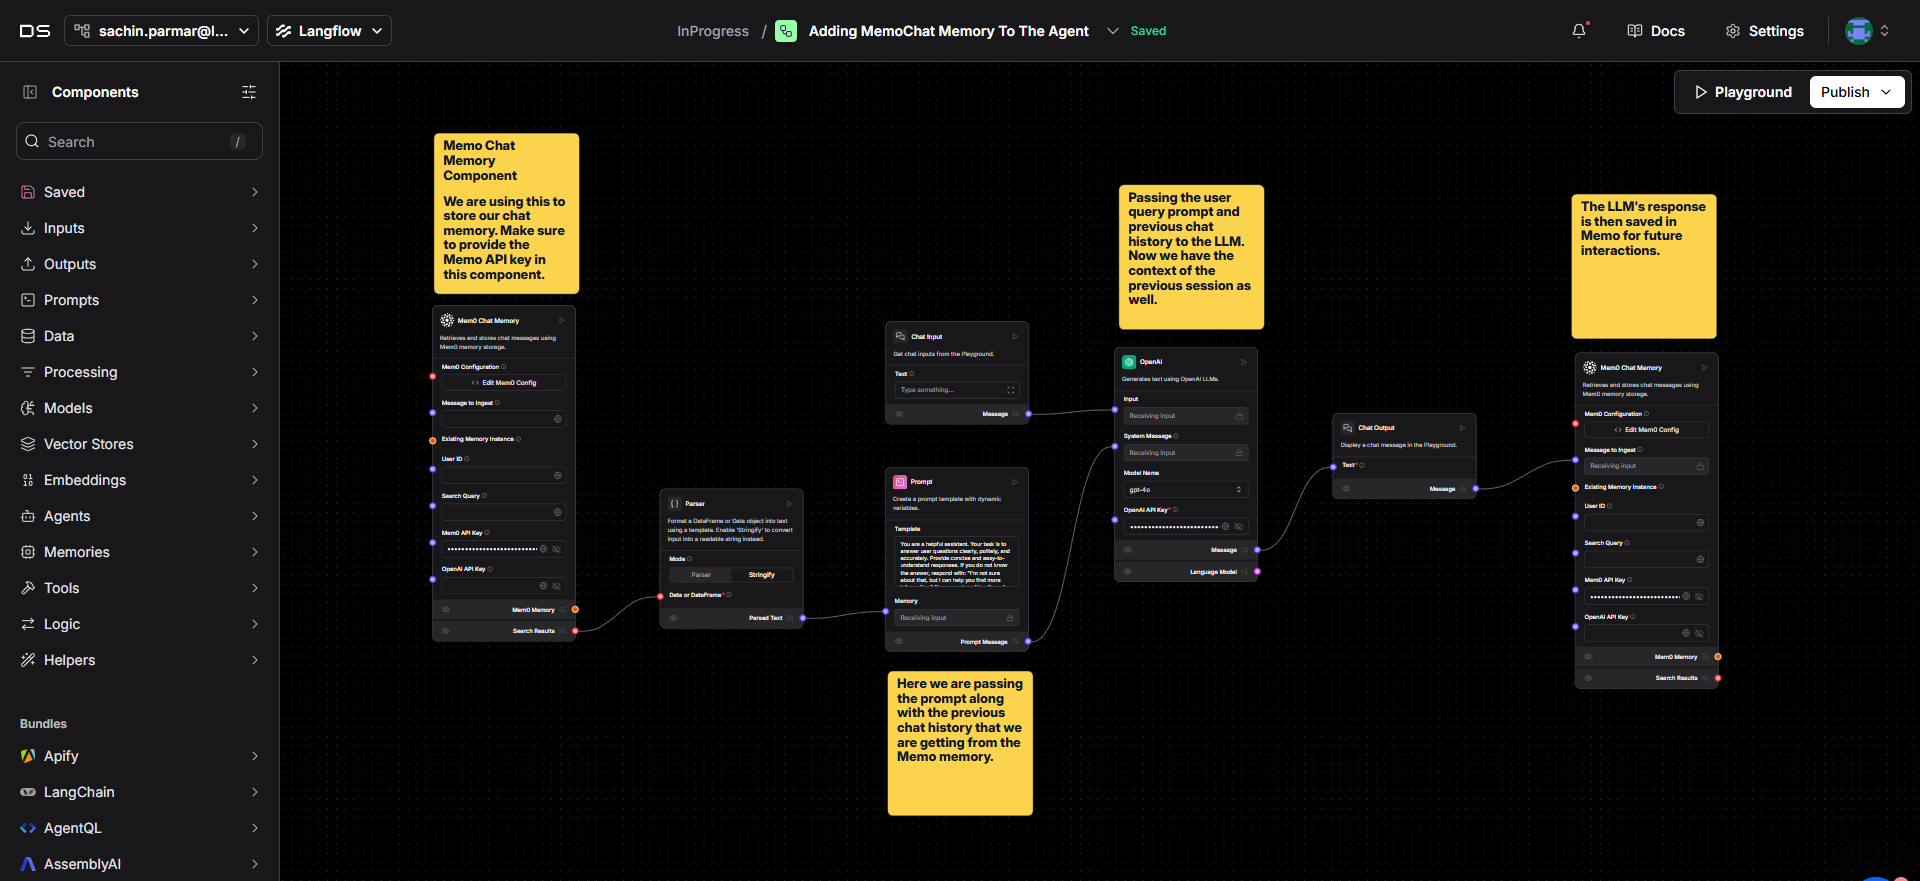 DS
sachin.parmar@l...
Langflow
InProgress / Adding MemoChat Memory To The Agent
Saved
Docs
Settings
Components
Search
/
Saved
Inputs
Outputs
Prompts
Data
Processing
Models
Vector Stores
Embeddings
Agents
Memories
Tools
Logic
Helpers
Bundles
Apify
LangChain
AgentQL
AssemblyAI
Playground
Publish
Memo Chat
Memory
Component
We are using this to
store our chat
memory. Make sure
to provide the
Memo API key in
this component.
Mem0 Chat Memory
Retrieves and stores chat messages using
Mem0 memory storage.
Mem0 Configuration
Edit Mem0 Config
Message to Ingest
Existing Memory Instance
User ID
Search Query
Mem0 API Key
OpenAI API Key
Mem0 Memory
Search Results
Parser
Format a DataFrame or Data object into text
using a template. Enable 'Stringify' to convert
input into a readable string instead.
Mode
Parser
Stringify
Data or DataFrame*
Parsed Text
Chat Input
Get chat inputs from the Playground.
Text
Type something...
Message
Prompt
Create a prompt template with dynamic
variables.
Template
You are a helpful assistant. Your task is to
answer user questions clearly, politely, and
accurately. Provide concise and easy-to-
understand responses. If you do not know
the answer, respond with: "I'm not sure
about that, but I can help you find more
Memory
Receiving input
Prompt Message
Here we are passing
the prompt along
with the previous
chat history that we
are getting from the
Memo memory.
Passing the user
query prompt and
previous chat
history to the LLM.
Now we have the
context of the
previous session as
well.
OpenAI
Generates text using OpenAI LLMs.
Input
Receiving input
System Message
Receiving input
Model Name
gpt-4o
OpenAI API Key*
Message
Language Model
Chat Output
Display a chat message in the Playground.
Text*
Message
The LLM's response
is then saved in
Memo for future
interactions.
Mem0 Chat Memory
Retrieves and stores chat messages using
Mem0 memory storage.
Mem0 Configuration
Edit Mem0 Config
Message to Ingest
Receiving input
Existing Memory Instance
User ID
Search Query
Mem0 API Key
OpenAI API Key
Mem0 Memory
Search Results